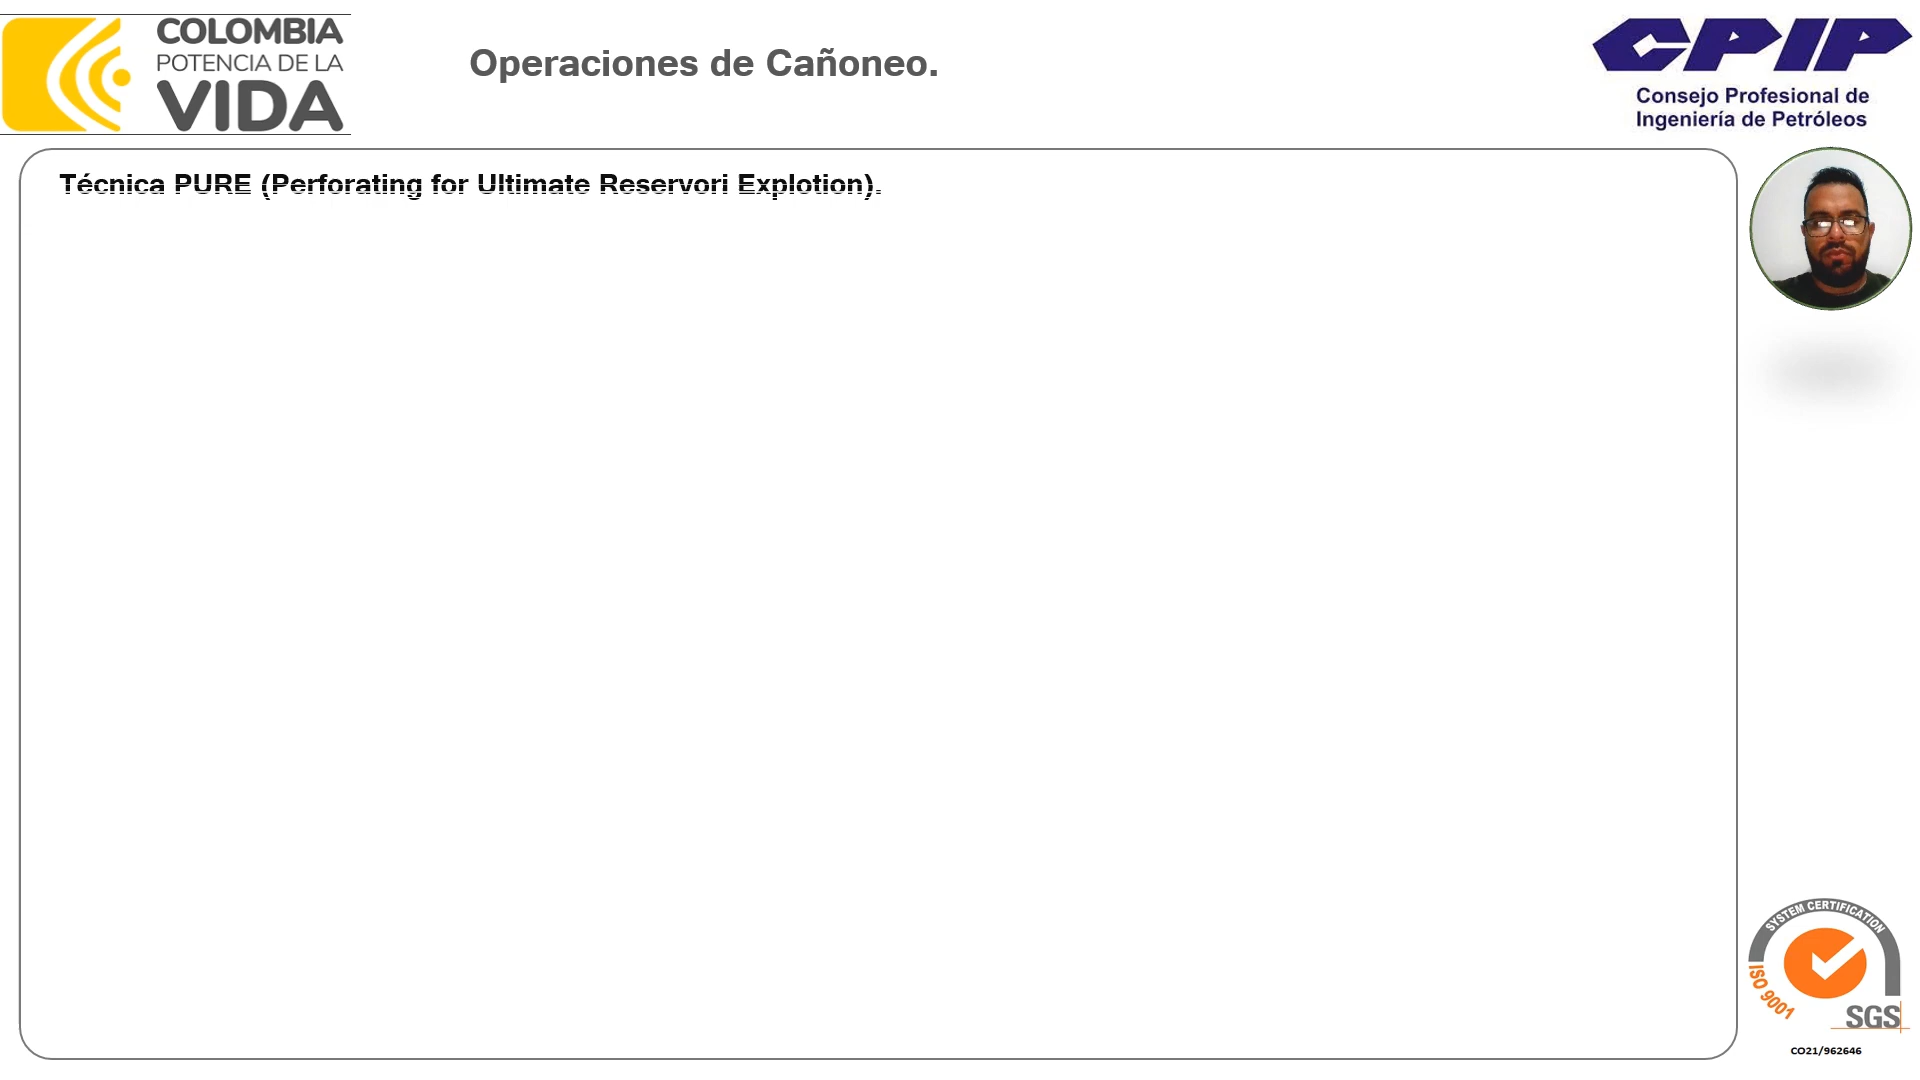 COLOMBIA
POTENCIA DE LA
VIDA
Operaciones de Cañoneo.
CPIP
Consejo Profesional de
Ingeniería de Petróleos
Técnica PURE (Perforating for Ultimate Reservori Explotion).
SYSTEM CERTIFICATION
ISO 9001
SGS
CO21/962646